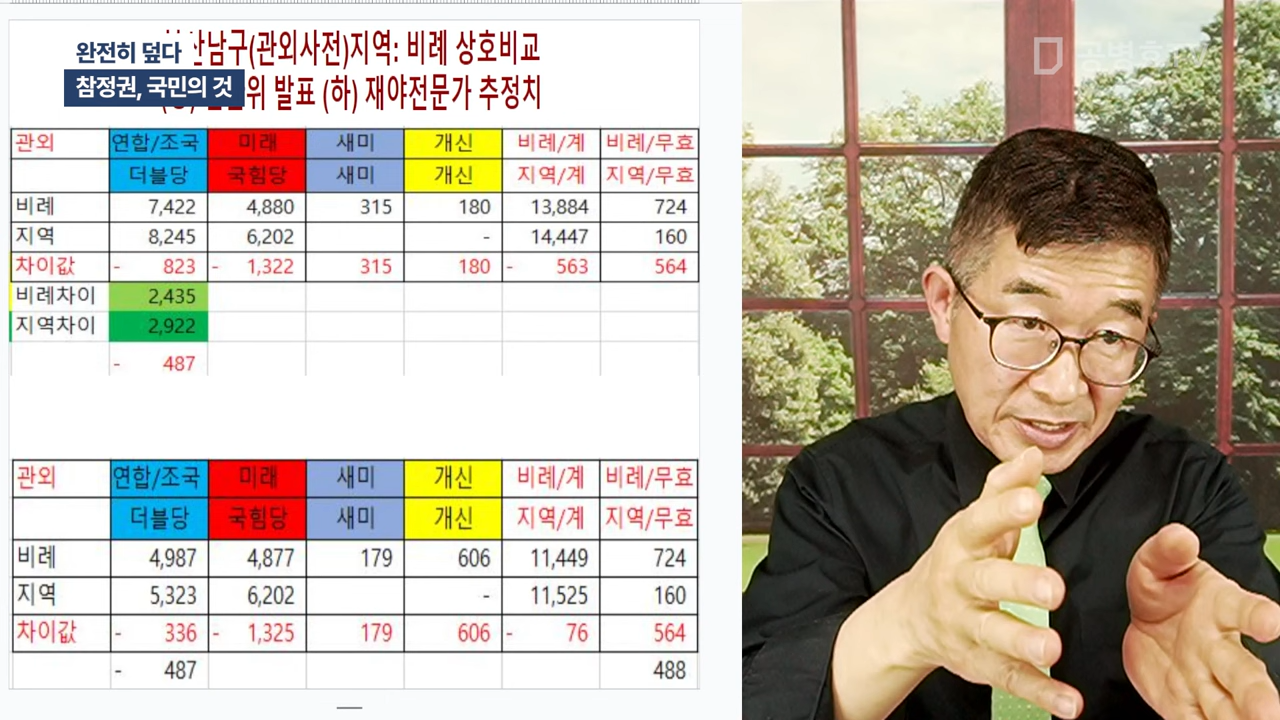 완전히 덮다
참정권, 국민의 것
남구(관외사전)지역: 비례 상호비교
위 발표 (하) 재야전문가 추정치
관외 연합/조국 미래 새미 개신 비례/계 비례/무효
더블당 국힘당 새미 개신 지역/계 지역/무효
비례 7,422 4,880 315 180 13,884 724
지역 8,245 6,202 - 14,447 160
차이값 - 823 - 1,322 315 180 - 563 564
비례차이 2,435
지역차이 2,922
- 487
관외 연합/조국 미래 새미 개신 비례/계 비례/무효
더블당 국힘당 새미 개신 지역/계 지역/무효
비례 4,987 4,877 179 606 11,449 724
지역 5,323 6,202 - 11,525 160
차이값 - 336 - 1,325 179 606 - 76 564
- 487 488
공병호TV